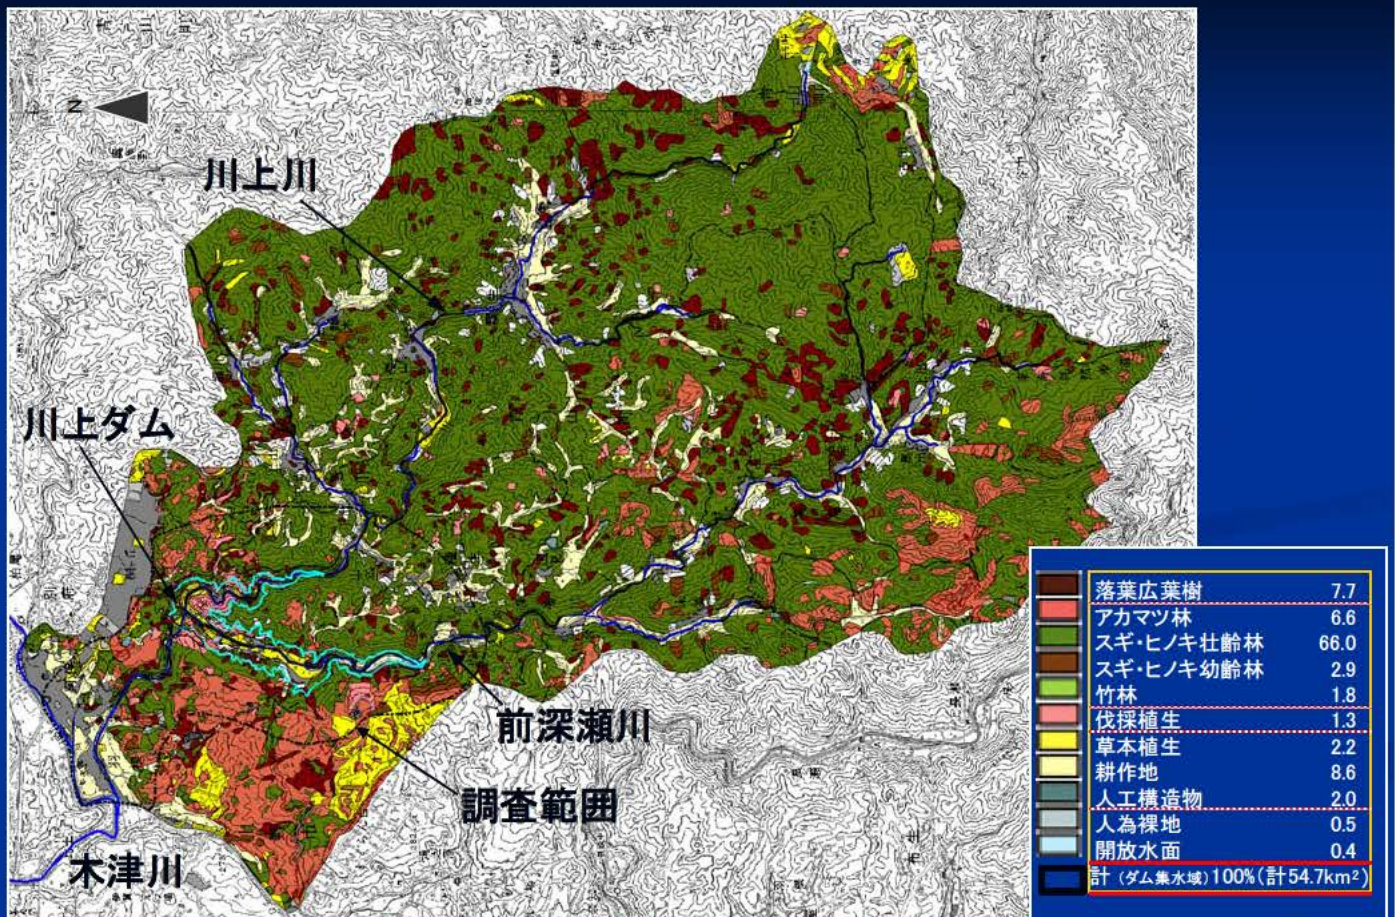 N
川上川
川上ダム
前深瀬川
調査範囲
木津川
落葉広葉樹 7.7
アカマツ林 6.6
スギ・ヒノキ壮齢林 66.0
スギ・ヒノキ幼齢林 2.9
竹林 1.8
伐採植生 1.3
草本植生 2.2
耕作地 8.6
人工構造物 2.0
人為裸地 0.5
開放水面 0.4
計(ダム集水域)100%(計54.7km²)